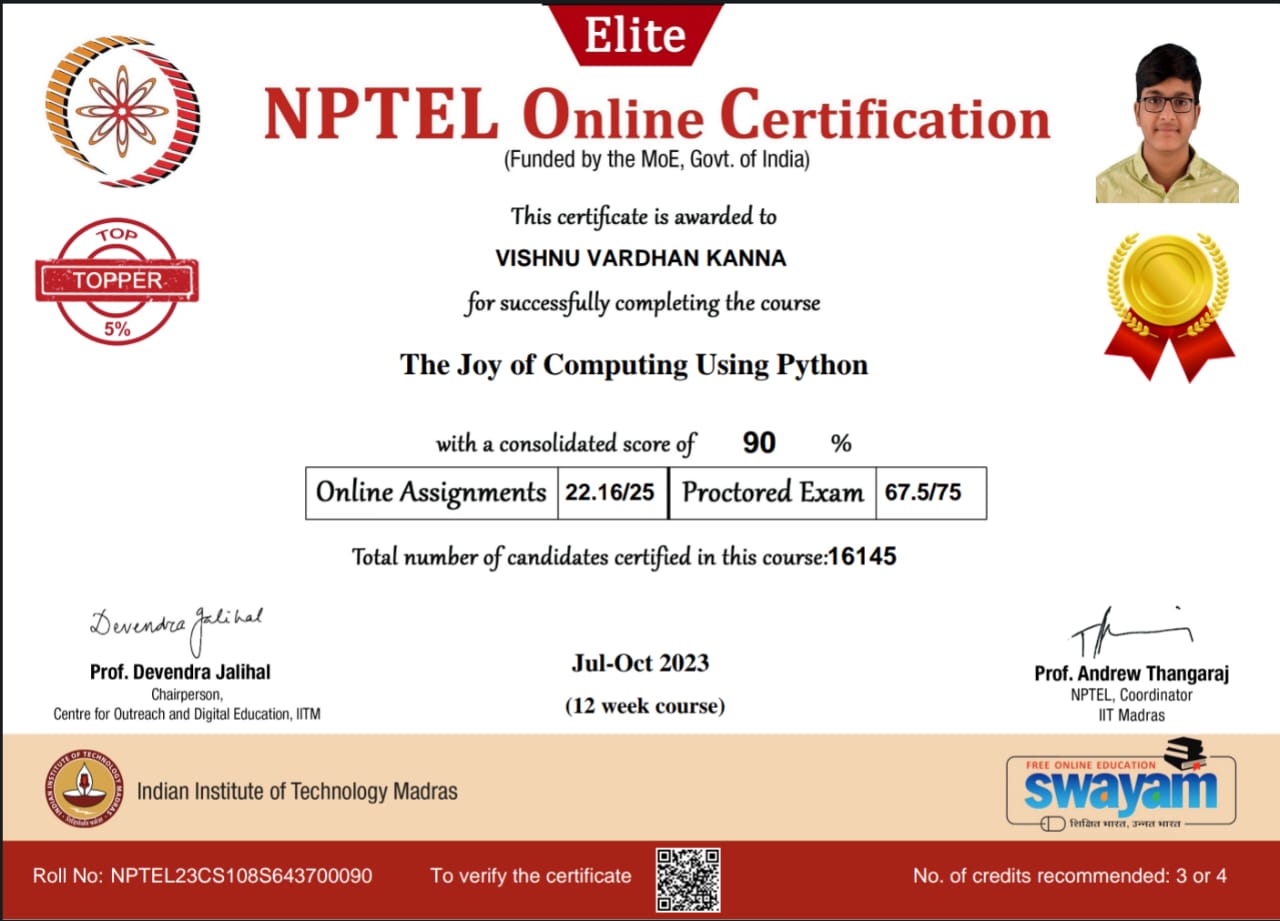 Elite
NPTEL Online Certification
(Funded by the MoE, Govt. of India)
TOP
TOPPER
5%
This certificate is awarded to
VISHNU VARDHAN KANNA
for successfully completing the course
The Joy of Computing Using Python
with a consolidated score of 90 %
Online Assignments 22.16/25 Proctored Exam 67.5/75
Total number of candidates certified in this course:16145
Devendra Jalihal
Prof. Devendra Jalihal
Chairperson,
Centre for Outreach and Digital Education, IITM
Jul-Oct 2023
(12 week course)
Prof. Andrew Thangaraj
NPTEL, Coordinator
IIT Madras
INDIAN INSTITUTE OF TECHNOLOGY MADRAS
Indian Institute of Technology Madras
FREE ONLINE EDUCATION
swayam
शिक्षित भारत, उन्नत भारत
Roll No: NPTEL23CS108S643700090
To verify the certificate
No. of credits recommended: 3 or 4